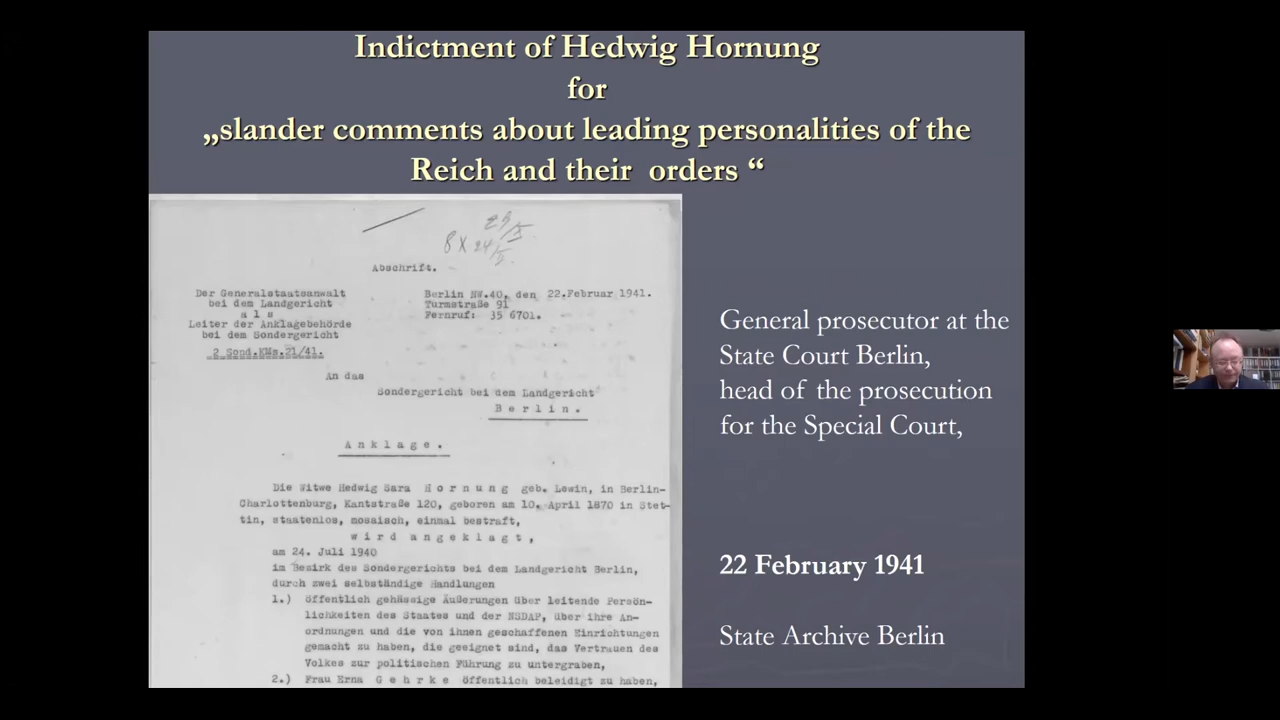 Indictment of Hedwig Hornung
for
„slander comments about leading personalities of the
Reich and their orders “
Abschrift.
Der Generalstaatsanwalt
bei dem Landgericht
a l s
Leiter der Anklagebehörde
bei dem Sondergericht
2 Sond.KMs.21/41.
Berlin NW.40, den 22.Februar 1941.
Turmstraße 91
Fernruf: 35 6701.
An das
Sondergericht bei dem Landgericht
B e r l i n .
A n k l a g e .
Die Witwe Hedwig Sara H o r n u n g geb. Lewin, in Berlin-
Charlottenburg, Kantstraße 120, geboren am 10. April 1870 in Stet-
tin, staatenlos, mosaisch, einmal bestraft,
w i r d a n g e k l a g t ,
am 24. Juli 1940
im Bezirk des Sondergerichts bei dem Landgericht Berlin,
durch zwei selbständige Handlungen
1.) öffentlich gehässige Äußerungen über leitende Persön-
lichkeiten des Staates und der NSDAP, über ihre An-
ordnungen und die von ihnen geschaffenen Einrichtungen
gemacht zu haben, die geeignet sind, das Vertrauen des
Volkes zur politischen Führung zu untergraben,
2.) Frau Erna G e h r k e öffentlich beleidigt zu haben,
General prosecutor at the
State Court Berlin,
head of the prosecution
for the Special Court,
22 February 1941
State Archive Berlin